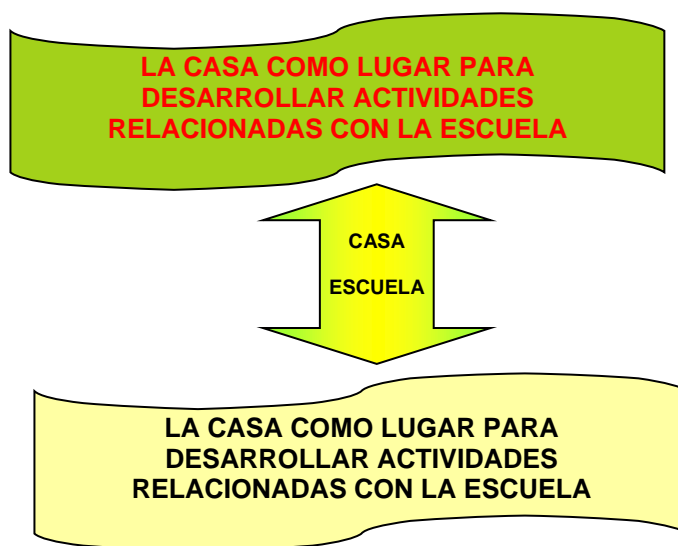 LA CASA COMO LUGAR PARA
DESARROLLAR ACTIVIDADES
RELACIONADAS CON LA ESCUELA
CASA
ESCUELA
LA CASA COMO LUGAR PARA
DESARROLLAR ACTIVIDADES
RELACIONADAS CON LA ESCUELA